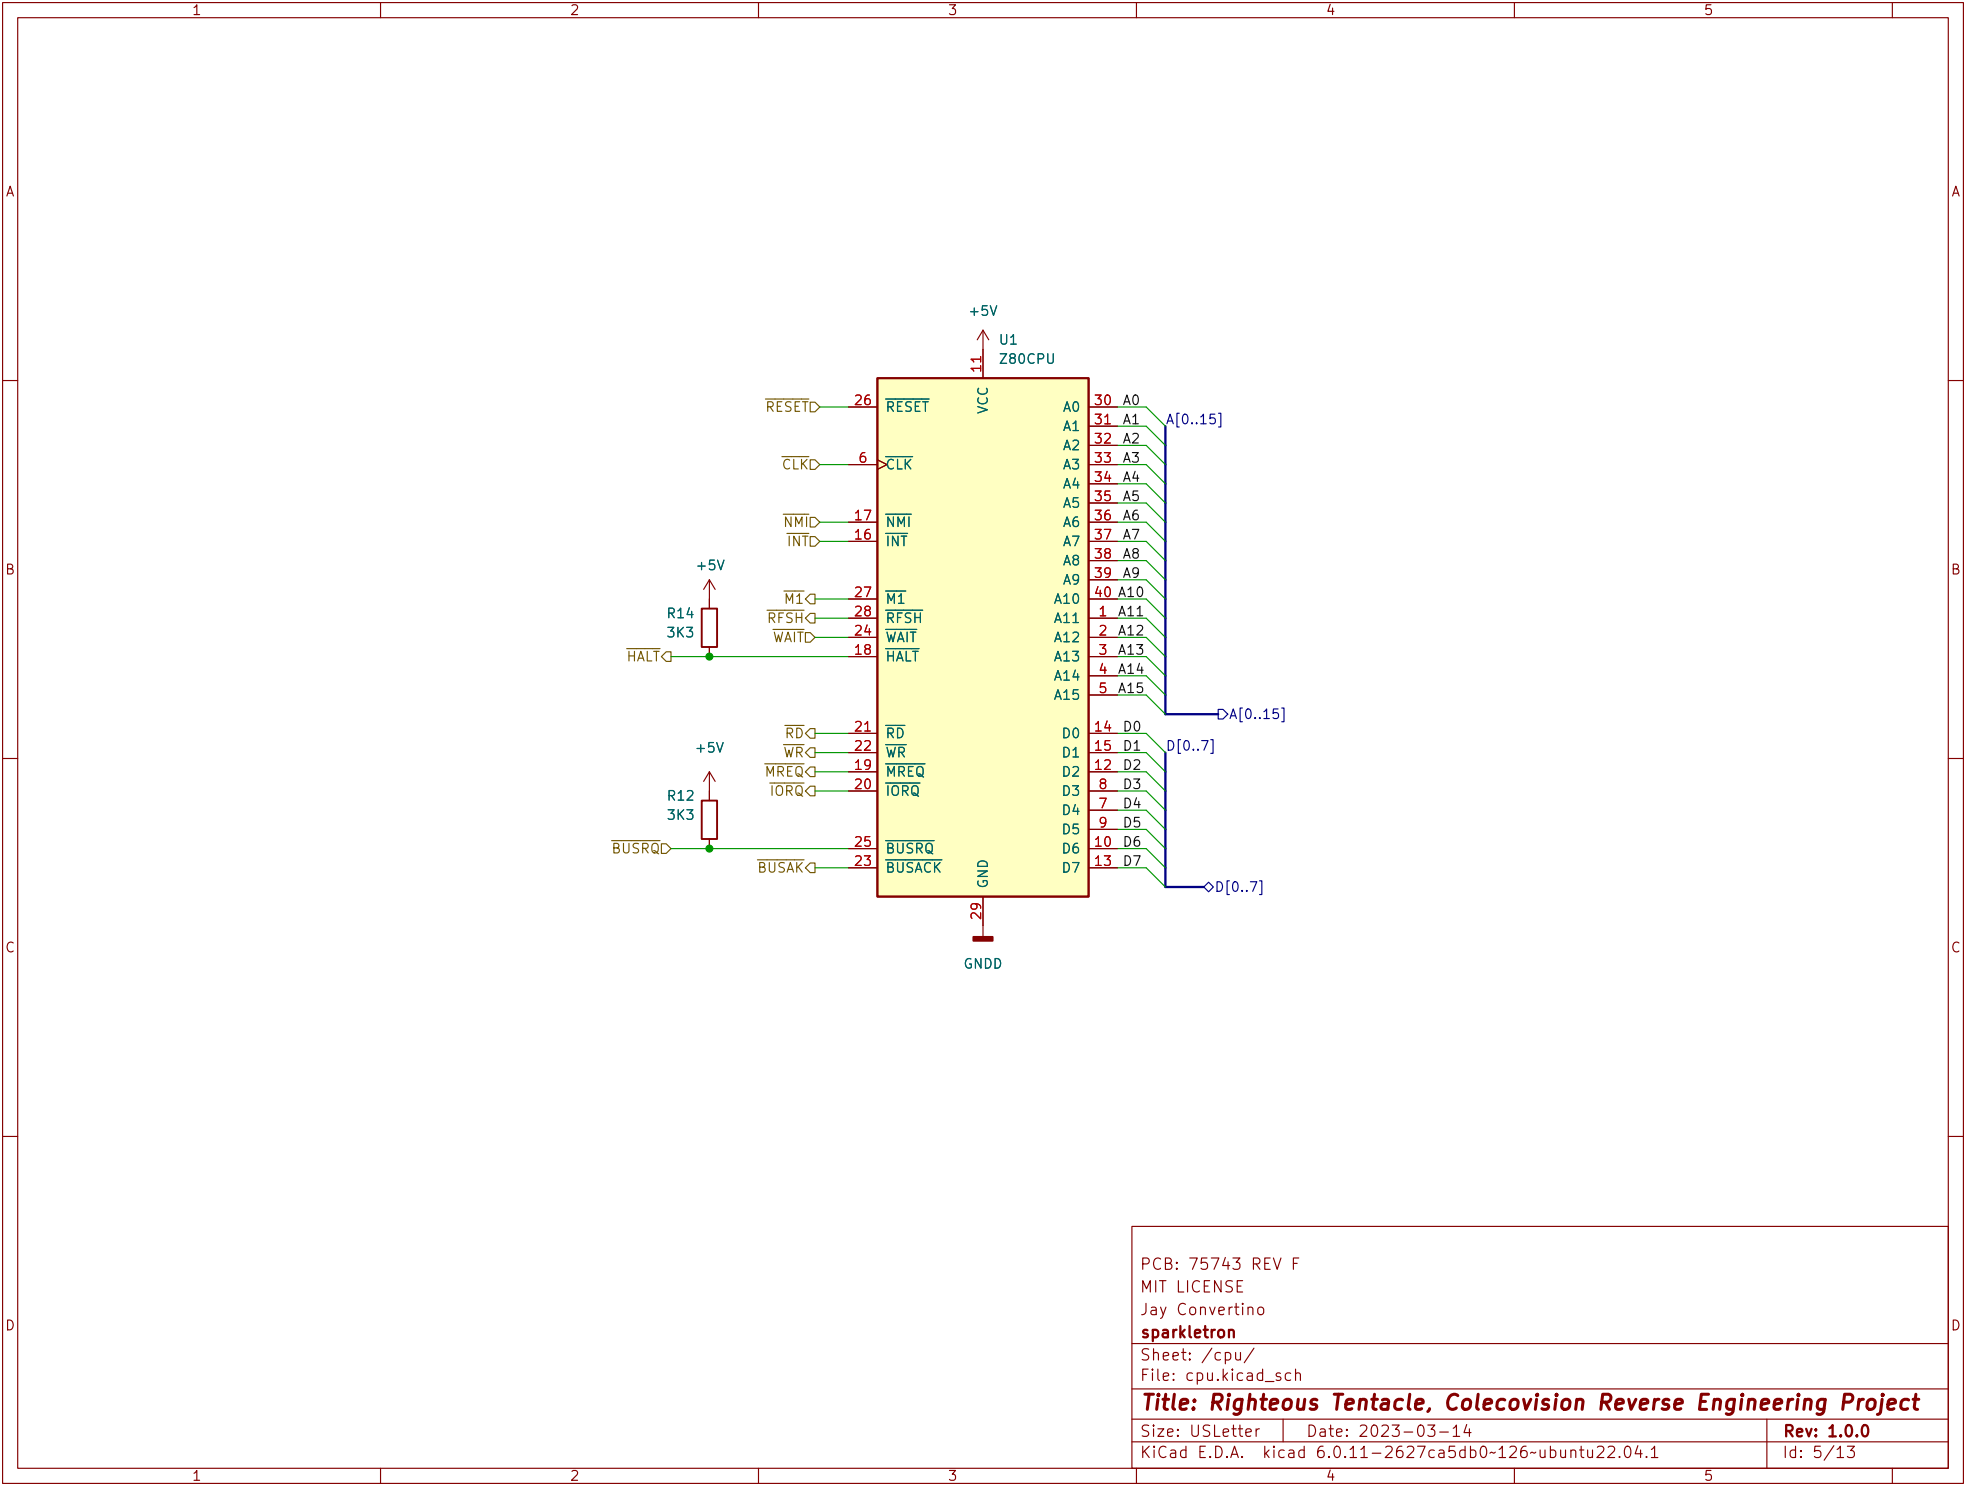 1 2 3 4 5
A A
B B
C C
D D
+5V
U1
Z80CPU
11
VCC
RESET 26 RESET
CLK 6 CLK
NMI 17 NMI
INT 16 INT
+5V
R14
3K3
M1 27 M1
RFSH 28 RFSH
WAIT 24 WAIT
HALT 18 HALT
RD 21 RD
WR 22 WR
MREQ 19 MREQ
IORQ 20 IORQ
+5V
R12
3K3
BUSRQ 25 BUSRQ
BUSAK 23 BUSACK
GND
29
GNDD
A0 30 A0
A1 31 A1
A2 32 A2
A3 33 A3
A4 34 A4
A5 35 A5
A6 36 A6
A7 37 A7
A8 38 A8
A9 39 A9
A10 40 A10
A11 1 A11
A12 2 A12
A13 3 A13
A14 4 A14
A15 5 A15
A[0..15]
A[0..15]
D0 14 D0
D1 15 D1
D2 12 D2
D3 8 D3
D4 7 D4
D5 9 D5
D6 10 D6
D7 13 D7
D[0..7]
D[0..7]
PCB: 75743 REV F
MIT LICENSE
Jay Convertino
sparkletron
Sheet: /cpu/
File: cpu.kicad_sch
Title: Righteous Tentacle, Colecovision Reverse Engineering Project
Size: USLetter Date: 2023-03-14 Rev: 1.0.0
KiCad E.D.A. kicad 6.0.11-2627ca5db0~126~ubuntu22.04.1 Id: 5/13
1 2 3 4 5